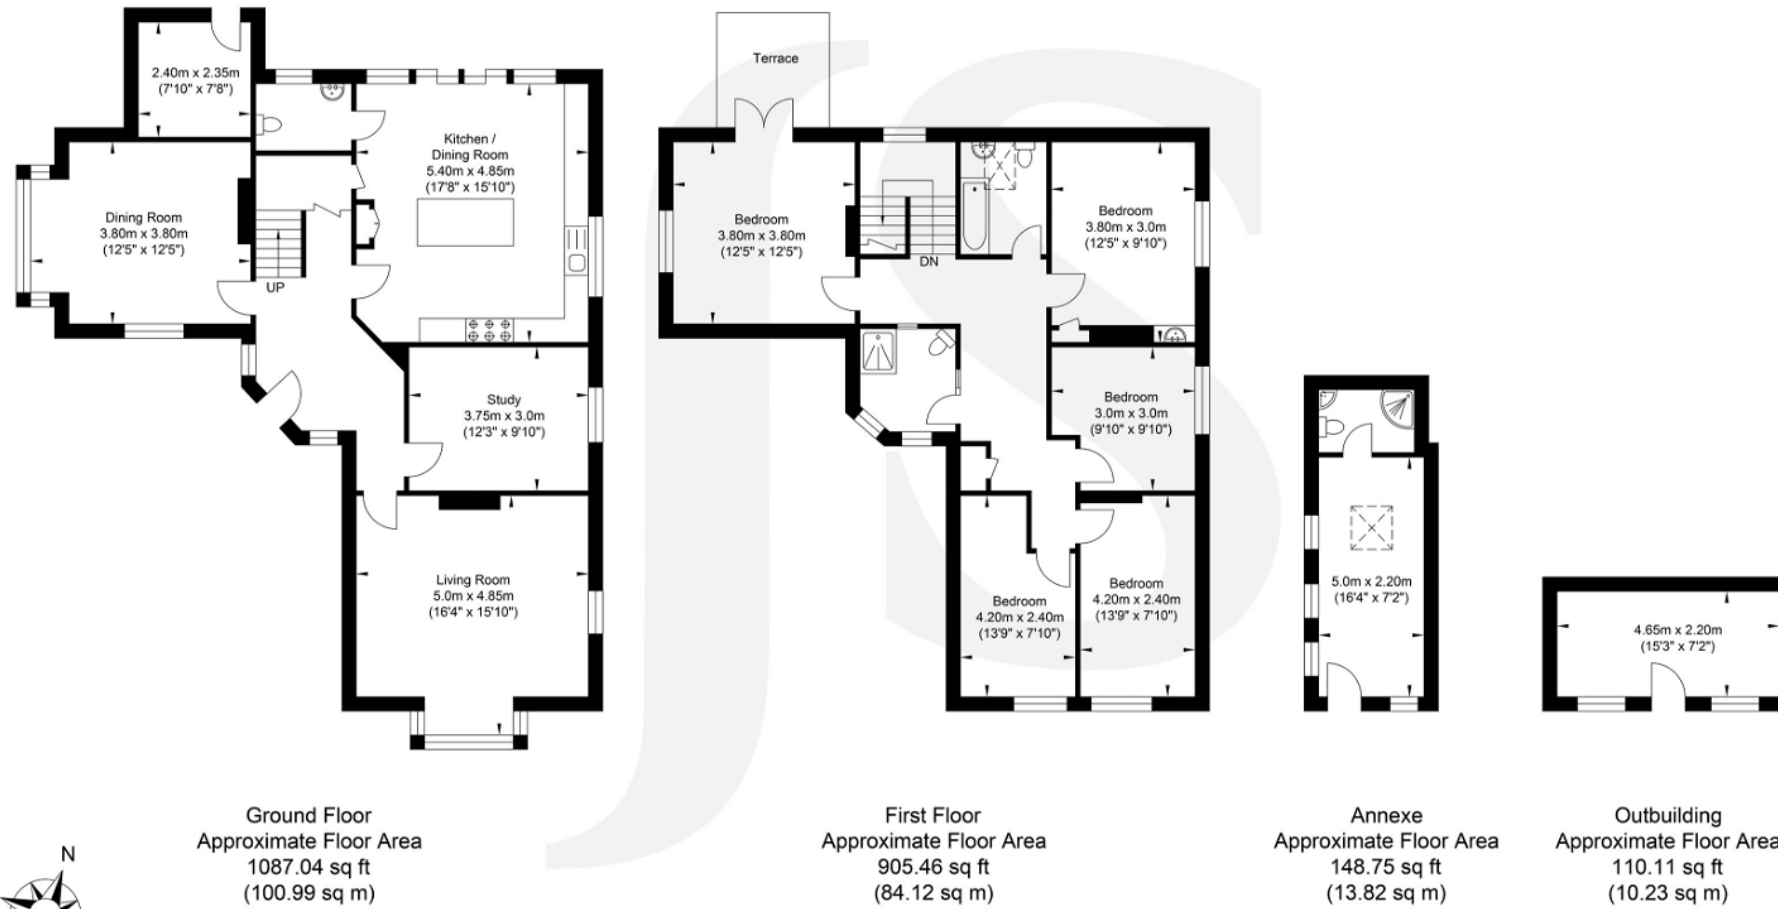 2.40m x 2.35m
(7'10" x 7'8")
Kitchen /
Dining Room
5.40m x 4.85m
(17'8" x 15'10")
Dining Room
3.80m x 3.80m
(12'5" x 12'5")
UP
Study
3.75m x 3.0m
(12'3" x 9'10")
Living Room
5.0m x 4.85m
(16'4" x 15'10")
Ground Floor
Approximate Floor Area
1087.04 sq ft
(100.99 sq m)
N
Terrace
Bedroom
3.80m x 3.80m
(12'5" x 12'5")
DN
Bedroom
3.80m x 3.0m
(12'5" x 9'10")
Bedroom
3.0m x 3.0m
(9'10" x 9'10")
Bedroom
4.20m x 2.40m
(13'9" x 7'10")
Bedroom
4.20m x 2.40m
(13'9" x 7'10")
First Floor
Approximate Floor Area
905.46 sq ft
(84.12 sq m)
JS
5.0m x 2.20m
(16'4" x 7'2")
Annexe
Approximate Floor Area
148.75 sq ft
(13.82 sq m)
4.65m x 2.20m
(15'3" x 7'2")
Outbuilding
Approximate Floor Area
110.11 sq ft
(10.23 sq m)